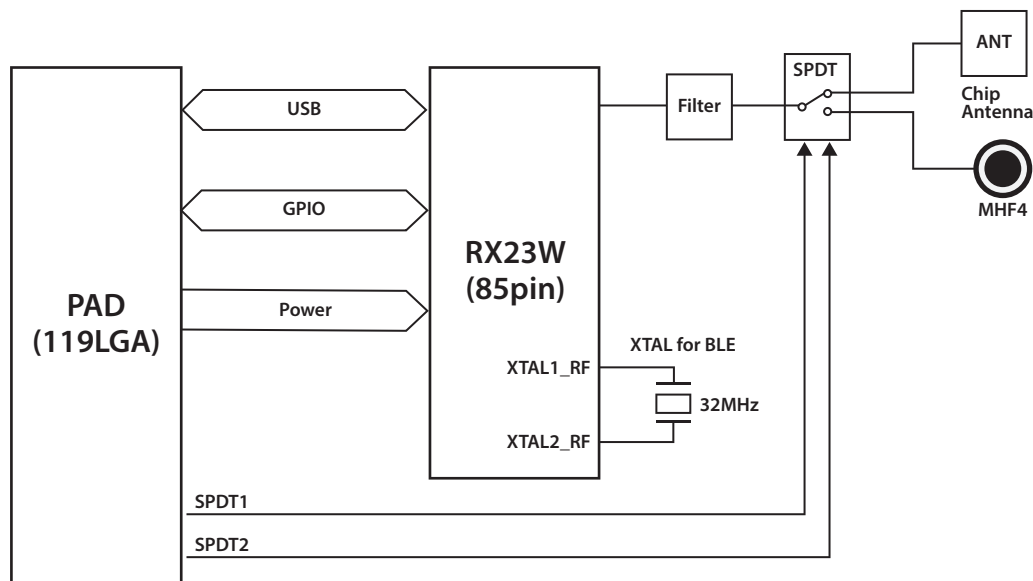 ANT
SPDT
Chip
Antenna
USB
Filter
GPIO
MHF4
RX23W
(85pin)
PAD
(119LGA)
Power
XTAL for BLE
XTAL1_RF
32MHz
XTAL2_RF
SPDT1
SPDT2